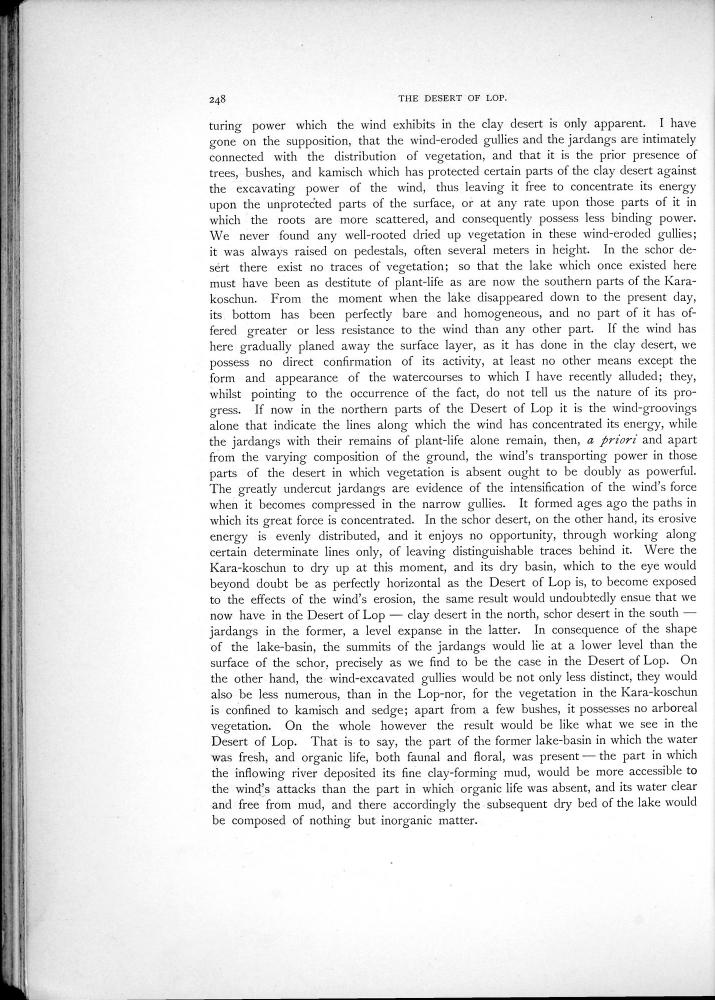 248
THE DESERT OF LOP.
turing power which the wind exhibits in the clay desert is only apparent. I have
gone on the supposition, that the wind-eroded gullies and the jardangs are intimately
connected with the distribution of vegetation, and that it is the prior presence of
trees, bushes, and kamisch which has protected certain parts of the clay desert against
the excavating power of the wind, thus leaving it free to concentrate its energy
upon the unprotected parts of the surface, or at any rate upon those parts of it in
which the roots are more scattered, and consequently possess less binding power.
We never found any well-rooted dried up vegetation in these wind-eroded gullies;
it was always raised on pedestals, often several meters in height. In the schor de-
sert there exist no traces of vegetation; so that the lake which once existed here
must have been as destitute of plant-life as are now the southern parts of the Kara-
koschun. From the moment when the lake disappeared down to the present day,
its bottom has been perfectly bare and homogeneous, and no part of it has of-
fered greater or less resistance to the wind than any other part. If the wind has
here gradually planed away the surface layer, as it has done in the clay desert, we
possess no direct confirmation of its activity, at least no other means except the
form and appearance of the watercourses to which I have recently alluded; they,
whilst pointing to the occurrence of the fact, do not tell us the nature of its pro-
gress. If now in the northern parts of the Desert of Lop it is the wind-groovings
alone that indicate the lines along which the wind has concentrated its energy, while
the jardangs with their remains of plant-life alone remain, then, a priori and apart
from the varying composition of the ground, the wind's transporting power in those
parts of the desert in which vegetation is absent ought to be doubly as powerful.
The greatly undercut jardangs are evidence of the intensification of the wind's force
when it becomes compressed in the narrow gullies. It formed ages ago the paths in
which its great force is concentrated. In the schor desert, on the other hand, its erosive
energy is evenly distributed, and it enjoys no opportunity, through working along
certain determinate lines only, of leaving distinguishable traces behind it. Were the
Kara-koschun to dry up at this moment, and its dry basin, which to the eye would
beyond doubt be as perfectly horizontal as the Desert of Lop is, to become exposed
to the effects of the wind's erosion, the same result would undoubtedly ensue that we
now have in the Desert of Lop — clay desert in the north, schor desert in the south —
jardangs in the former, a level expanse in the latter. In consequence of the shape
of the lake-basin, the summits of the jardangs would lie at a lower level than the
surface of the schor, precisely as we find to be the case in the Desert of Lop. On
the other hand, the wind-excavated gullies would be not only less distinct, they would
also be less numerous, than in the Lop-nor, for the vegetation in the Kara-koschun
is confined to kamisch and sedge; apart from a few bushes, it possesses no arboreal
vegetation. On the whole however the result would be like what we see in the
Desert of Lop. That is to say, the part of the former lake-basin in which the water
was fresh, and organic life, both faunal and floral, was present — the part in which
the inflowing river deposited its fine clay-forming mud, would be more accessible to
the wind's attacks than the part in which organic life was absent, and its water clear
and free from mud, and there accordingly the subsequent dry bed of the lake would
be composed of nothing but inorganic matter.